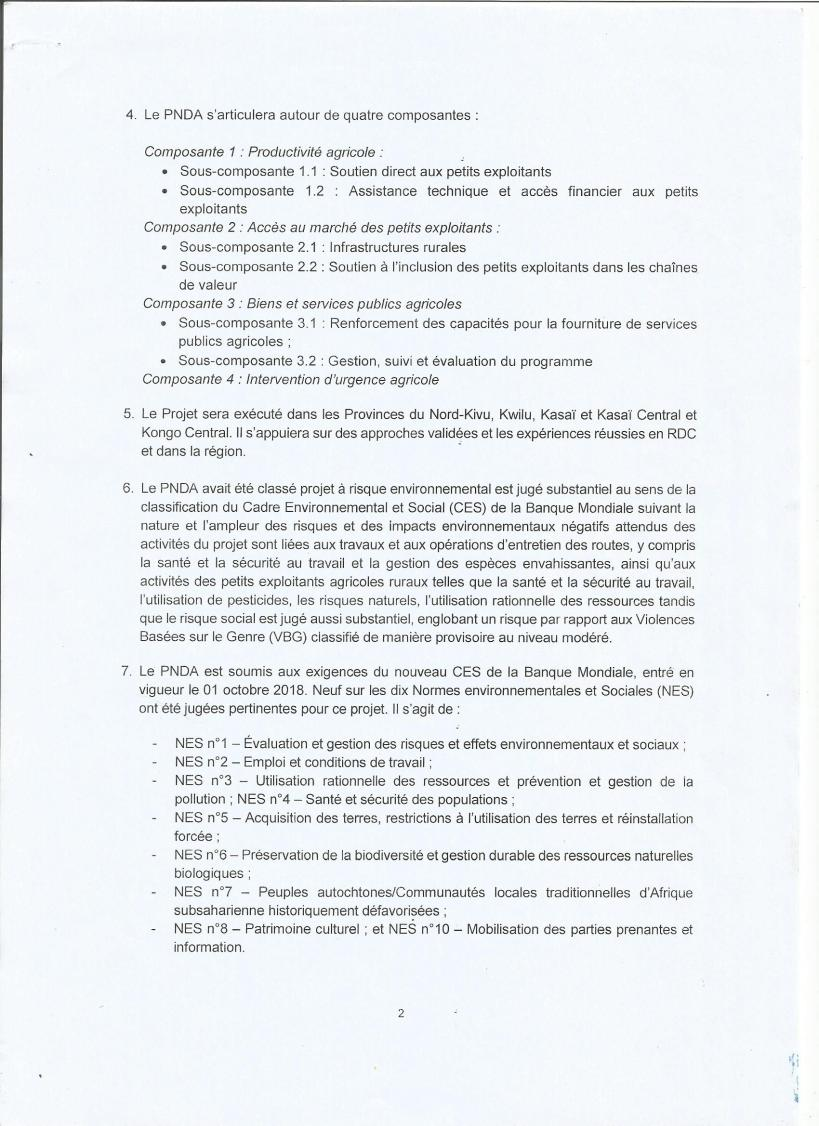 4. Le PNDA s'articulera autour de quatre composantes :
Composante 1 : Productivité agricole :
• Sous-composante 1.1 : Soutien direct aux petits exploitants
• Sous-composante 1.2 : Assistance technique et accès financier aux petits
exploitants
Composante 2 : Accès au marché des petits exploitants :
• Sous-composante 2.1 : Infrastructures rurales
• Sous-composante 2.2 : Soutien à l'inclusion des petits exploitants dans les chaînes
de valeur
Composante 3 : Biens et services publics agricoles
• Sous-composante 3.1 : Renforcement des capacités pour la fourniture de services
publics agricoles ;
• Sous-composante 3.2 : Gestion, suivi et évaluation du programme
Composante 4 : Intervention d'urgence agricole
5. Le Projet sera exécuté dans les Provinces du Nord-Kivu, Kwilu, Kasaï et Kasaï Central et
Kongo Central. Il s'appuiera sur des approches validées et les expériences réussies en RDC
et dans la région.
6. Le PNDA avait été classé projet à risque environnemental est jugé substantiel au sens de la
classification du Cadre Environnemental et Social (CES) de la Banque Mondiale suivant la
nature et l'ampleur des risques et des impacts environnementaux négatifs attendus des
activités du projet sont liées aux travaux et aux opérations d'entretien des routes, y compris
la santé et la sécurité au travail et la gestion des espèces envahissantes, ainsi qu'aux
activités des petits exploitants agricoles ruraux telles que la santé et la sécurité au travail,
l'utilisation de pesticides, les risques naturels, l'utilisation rationnelle des ressources tandis
que le risque social est jugé aussi substantiel, englobant un risque par rapport aux Violences
Basées sur le Genre (VBG) classifié de manière provisoire au niveau modéré.
7. Le PNDA est soumis aux exigences du nouveau CES de la Banque Mondiale, entré en
vigueur le 01 octobre 2018. Neuf sur les dix Normes environnementales et Sociales (NES)
ont été jugées pertinentes pour ce projet. Il s'agit de :
- NES n°1 – Évaluation et gestion des risques et effets environnementaux et sociaux ;
- NES n°2 – Emploi et conditions de travail ;
- NES n°3 – Utilisation rationnelle des ressources et prévention et gestion de la
pollution ; NES n°4 – Santé et sécurité des populations ;
- NES n°5 – Acquisition des terres, restrictions à l'utilisation des terres et réinstallation
forcée ;
- NES n°6 – Préservation de la biodiversité et gestion durable des ressources naturelles
biologiques ;
- NES n°7 – Peuples autochtones/Communautés locales traditionnelles d'Afrique
subsaharienne historiquement défavorisées ;
- NES n°8 – Patrimoine culturel ; et NES n°10 – Mobilisation des parties prenantes et
information.
2